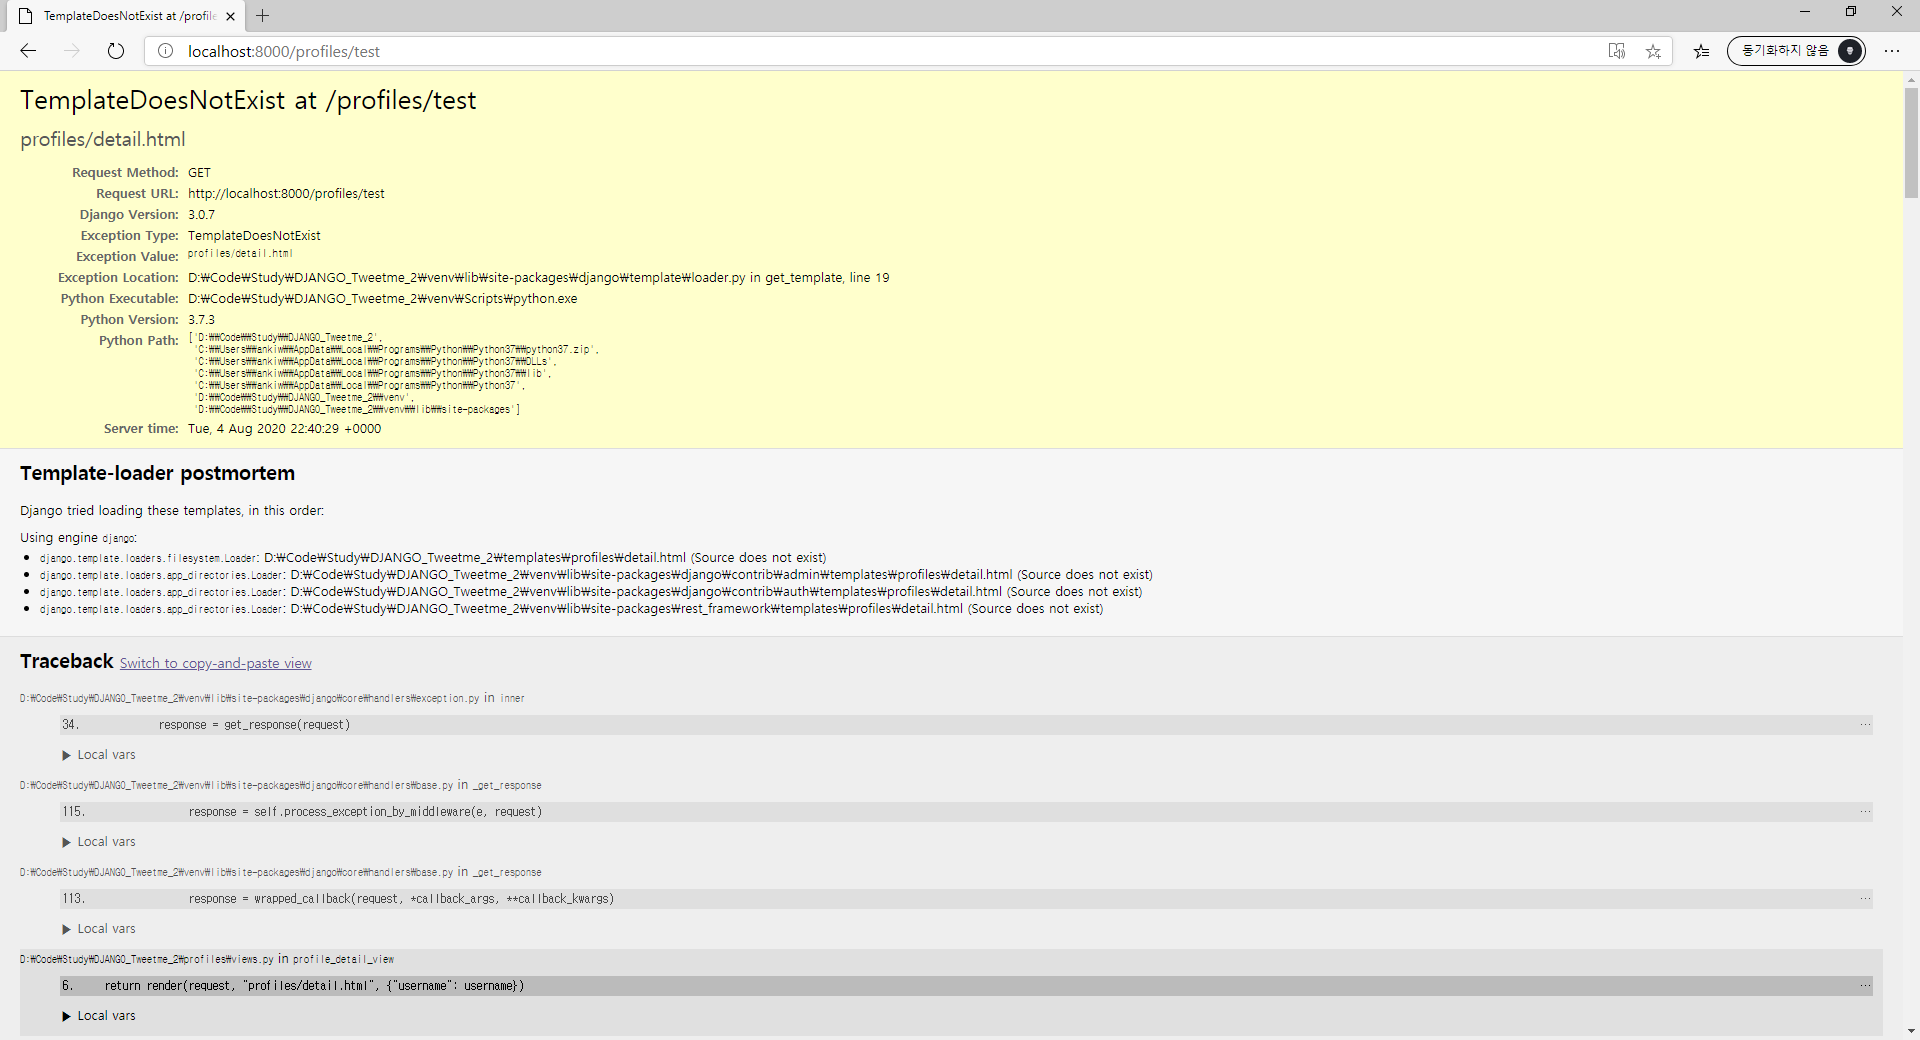 TemplateDoesNotExist at /profile
localhost:8000/profiles/test
동기화하지 않음
TemplateDoesNotExist at /profiles/test
profiles/detail.html
Request Method: GET
Request URL: http://localhost:8000/profiles/test
Django Version: 3.0.7
Exception Type: TemplateDoesNotExist
Exception Value: profiles/detail.html
Exception Location: D:₩Code₩Study₩DJANGO_Tweetme_2₩venv₩lib₩site-packages₩django₩template₩loader.py in get_template, line 19
Python Executable: D:₩Code₩Study₩DJANGO_Tweetme_2₩venv₩Scripts₩python.exe
Python Version: 3.7.3
Python Path: ['D:₩₩Code₩₩Study₩₩DJANGO_Tweetme_2',
'C:₩₩Users₩₩ankiw₩₩AppData₩₩Local₩₩Programs₩₩Python₩₩Python37₩₩python37.zip',
'C:₩₩Users₩₩ankiw₩₩AppData₩₩Local₩₩Programs₩₩Python₩₩Python37₩₩DLLs',
'C:₩₩Users₩₩ankiw₩₩AppData₩₩Local₩₩Programs₩₩Python₩₩Python37₩₩lib',
'C:₩₩Users₩₩ankiw₩₩AppData₩₩Local₩₩Programs₩₩Python₩₩Python37',
'D:₩₩Code₩₩Study₩₩DJANGO_Tweetme_2₩₩venv',
'D:₩₩Code₩₩Study₩₩DJANGO_Tweetme_2₩₩venv₩₩lib₩₩site-packages']
Server time: Tue, 4 Aug 2020 22:40:29 +0000
Template-loader postmortem
Django tried loading these templates, in this order:
Using engine django:
• django.template.loaders.filesystem.Loader: D:₩Code₩Study₩DJANGO_Tweetme_2₩templates₩profiles₩detail.html (Source does not exist)
• django.template.loaders.app_directories.Loader: D:₩Code₩Study₩DJANGO_Tweetme_2₩venv₩lib₩site-packages₩django₩contrib₩admin₩templates₩profiles₩detail.html (Source does not exist)
• django.template.loaders.app_directories.Loader: D:₩Code₩Study₩DJANGO_Tweetme_2₩venv₩lib₩site-packages₩django₩contrib₩auth₩templates₩profiles₩detail.html (Source does not exist)
• django.template.loaders.app_directories.Loader: D:₩Code₩Study₩DJANGO_Tweetme_2₩venv₩lib₩site-packages₩rest_framework₩templates₩profiles₩detail.html (Source does not exist)
Traceback Switch to copy-and-paste view
D:₩Code₩Study₩DJANGO_Tweetme_2₩venv₩lib₩site-packages₩django₩core₩handlers₩exception.py in inner
34. response = get_response(request) …
▶ Local vars
D:₩Code₩Study₩DJANGO_Tweetme_2₩venv₩lib₩site-packages₩django₩core₩handlers₩base.py in _get_response
115. response = self.process_exception_by_middleware(e, request) …
▶ Local vars
D:₩Code₩Study₩DJANGO_Tweetme_2₩venv₩lib₩site-packages₩django₩core₩handlers₩base.py in _get_response
113. response = wrapped_callback(request, *callback_args, **callback_kwargs) …
▶ Local vars
D:₩Code₩Study₩DJANGO_Tweetme_2₩profiles₩views.py in profile_detail_view
6. return render(request, "profiles/detail.html", {"username": username}) …
▶ Local vars